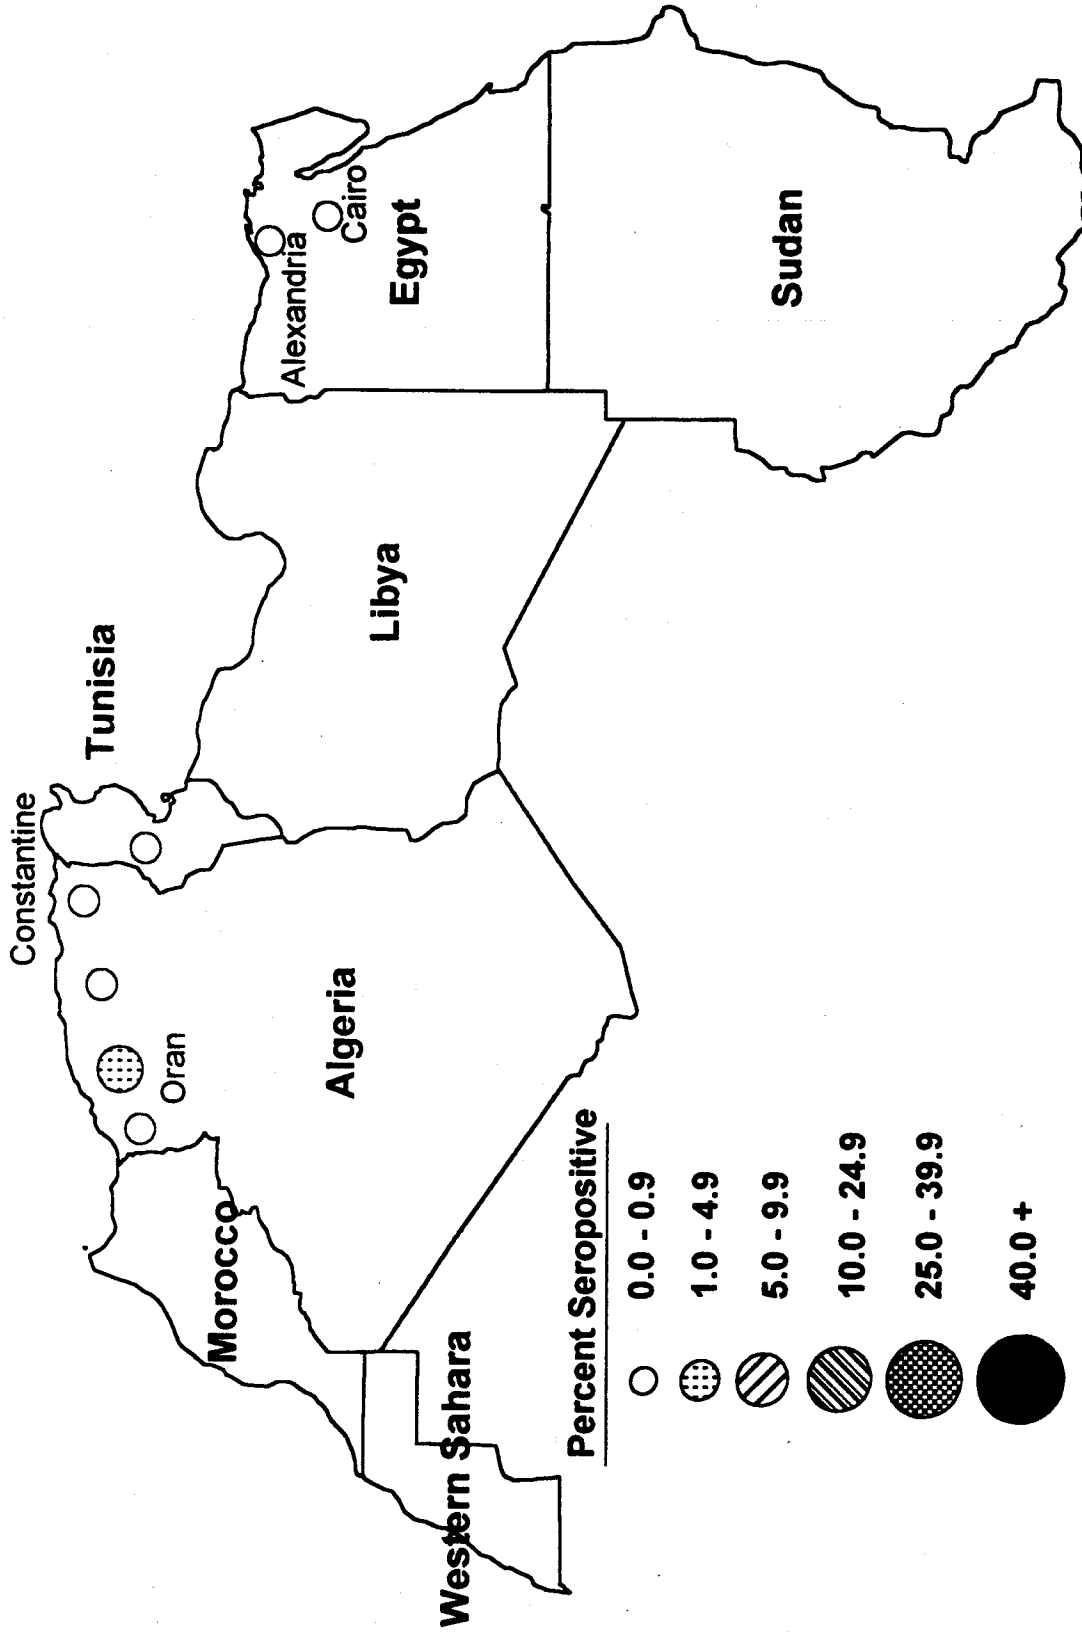 Constantine
Tunisia
Oran
Alexandria
Cairo
Morocco
Algeria
Libya
Egypt
Western Sahara
Sudan
Percent Seropositive
0.0 - 0.9
1.0 - 4.9
5.0 - 9.9
10.0 - 24.9
25.0 - 39.9
40.0 +